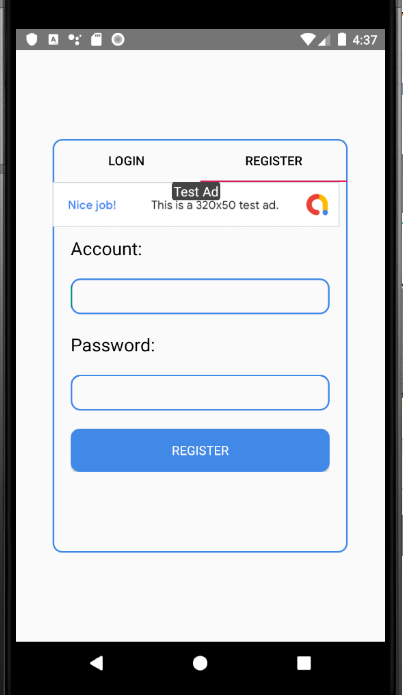 4:37
LOGIN REGISTER
Test Ad
Nice job! This is a 320x50 test ad.
Account:
Password:
REGISTER